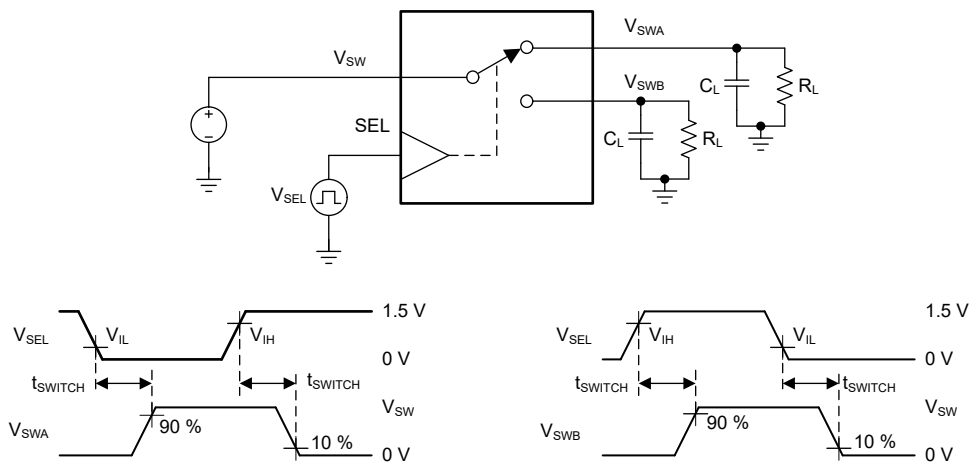 V_SWA
V_SW
V_SWB
C_L
R_L
SEL
C_L
R_L
V_SEL
+
−
1.5 V
V_SEL
V_IL
V_IH
0 V
t_SWITCH
t_SWITCH
V_SW
V_SWA
90 %
10 %
0 V
1.5 V
V_SEL
V_IH
V_IL
0 V
t_SWITCH
t_SWITCH
V_SW
V_SWB
90 %
10 %
0 V